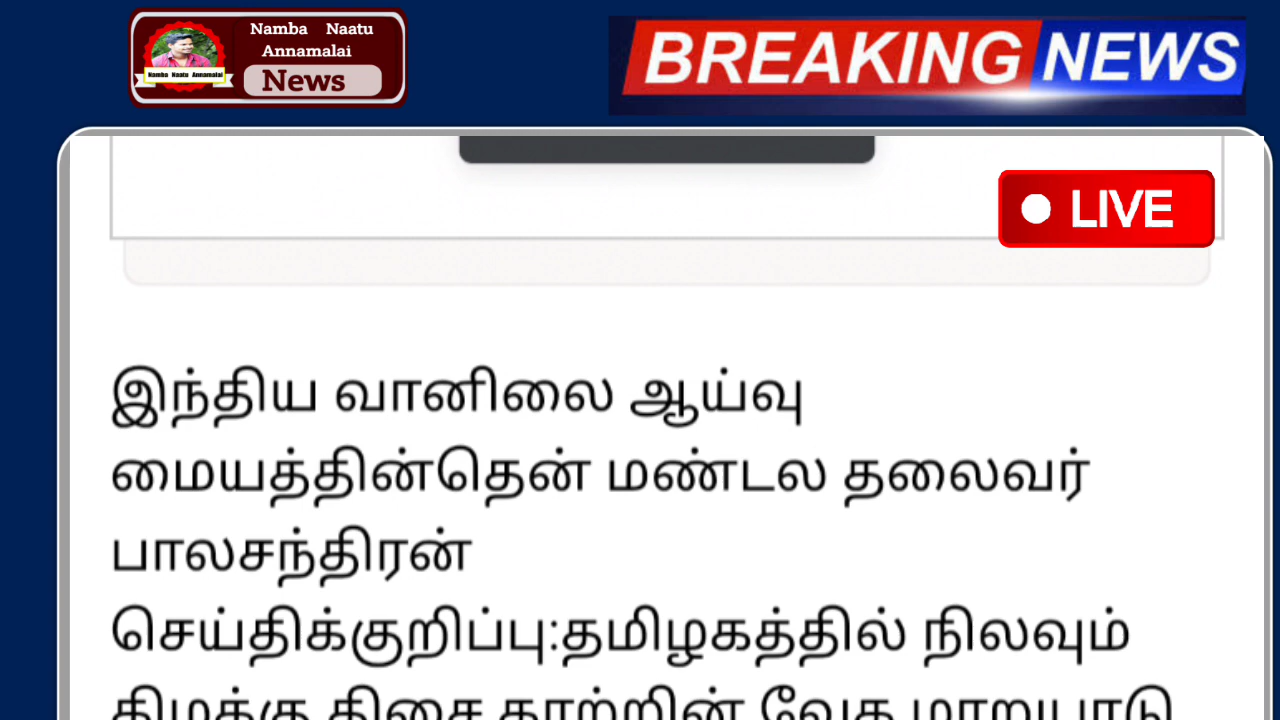 Namba Naatu
Annamalai
News
Namba Naatu Annamalai
BREAKING NEWS
LIVE
இந்திய வானிலை ஆய்வு
மையத்தின்தென் மண்டல தலைவர்
பாலசந்திரன்
செய்திக்குறிப்பு:தமிழகத்தில் நிலவும்
கிழக்கு திசை காற்றின் வேக மாறுபாடு